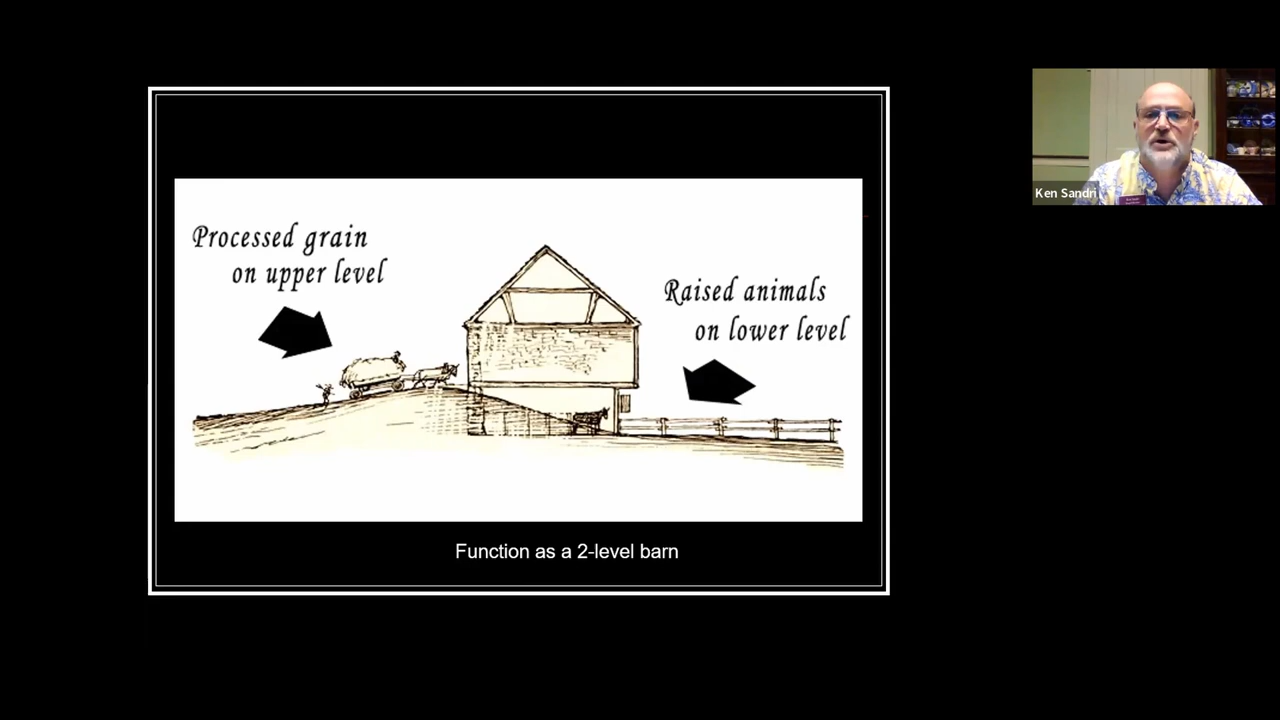 Processed grain
on upper level
Raised animals
on lower level
Function as a 2-level barn
Ken Sandri